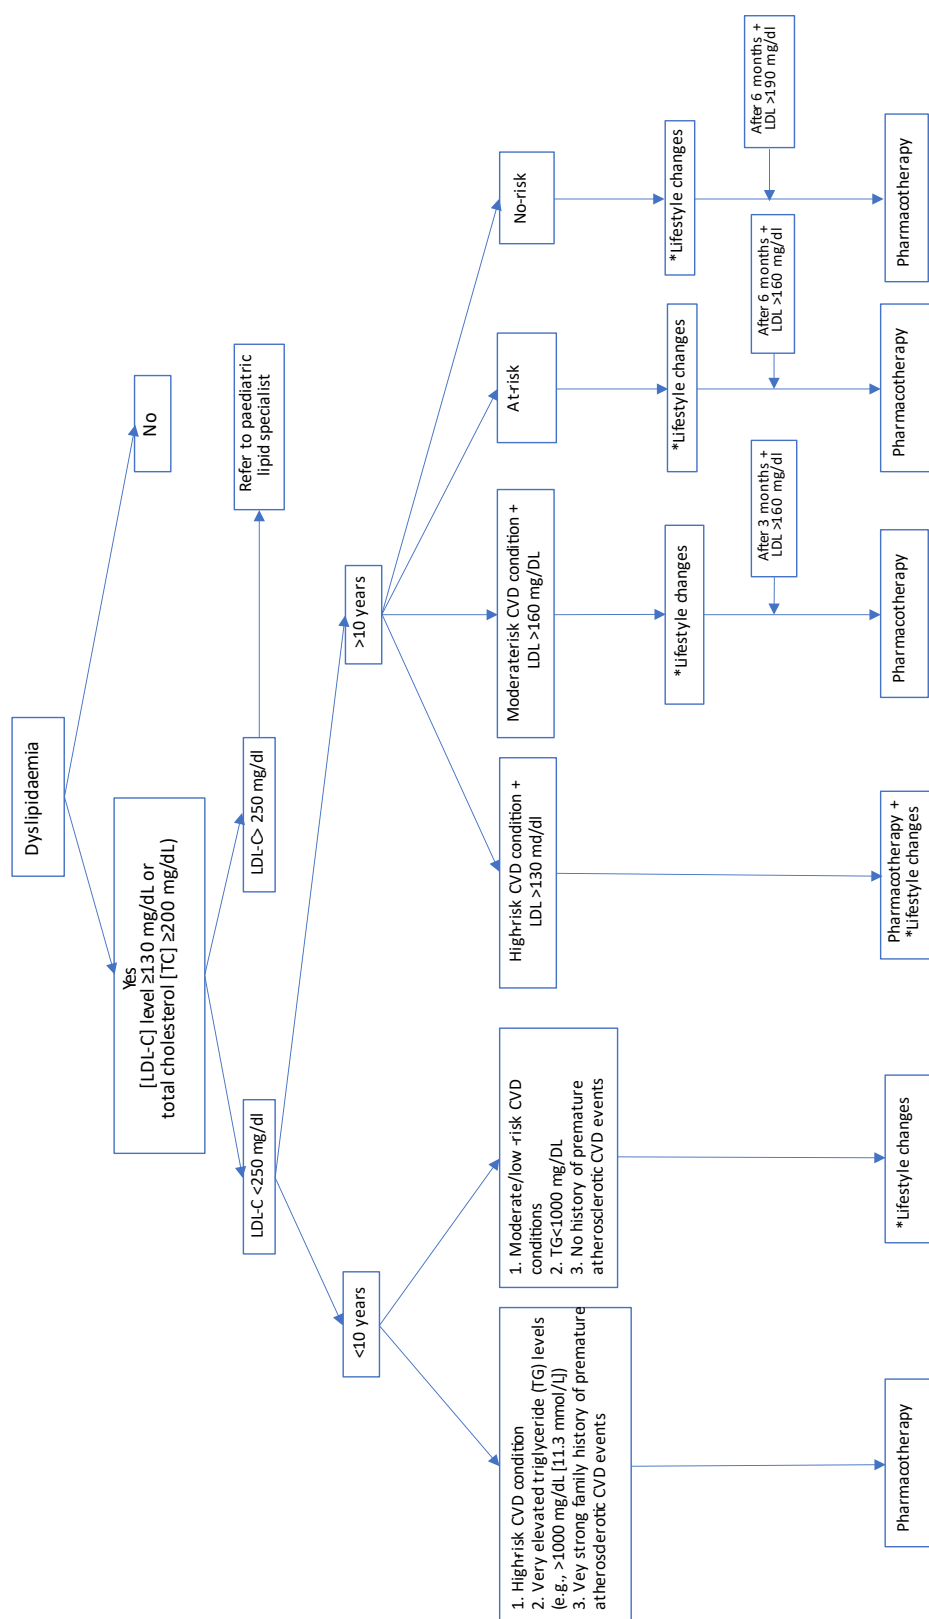 Dyslipidaemia
Yes
[LDL-C] level ≥130 mg/dL or
total cholesterol [TC] ≥200 mg/dL)
No
LDL-C <250 mg/dl
LDL-C> 250 mg/dl
Refer to paediatric
lipid specialist
<10 years
>10 years
1. High-risk CVD condition
2. Very elevated triglyceride (TG) levels
(e.g., >1000 mg/dL [11.3 mmol/L])
3. Vey strong family history of premature
atherosderotic CVD events
1. Moderate/low -risk CVD
conditions
2. TG<1000 mg/DL
3. No history of premature
atherosclerotic CVD events
High-risk CVD condition +
LDL >130 md/dl
Moderaterisk CVD condition +
LDL >160 mg/DL
At-risk
No-risk
*Lifestyle changes
*Lifestyle changes
*Lifestyle changes
After 3 months +
LDL >160 mg/dl
After 6 months +
LDL >160 mg/dl
After 6 months +
LDL >190 mg/dl
Pharmacotherapy
*Lifestyle changes
Pharmacotherapy +
*Lifestyle changes
Pharmacotherapy
Pharmacotherapy
Pharmacotherapy